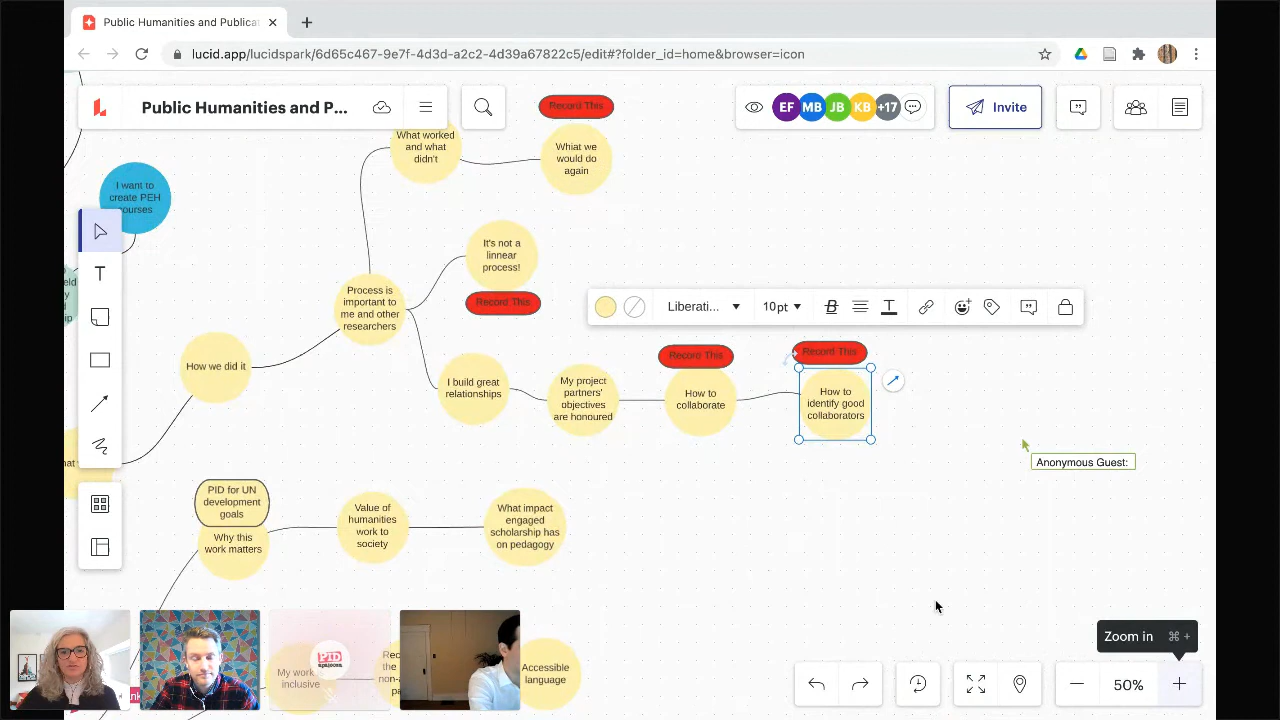 Public Humanities and Publicat
lucid.app/lucidspark/6d65c467-9e7f-4d3d-a2c2-4d39a67822c5/edit#?folder_id=home&browser=icon
Public Humanities and P...
EF
MB
JB
KB
+17
Invite
Record This
What worked
and what
didn't
Whiat we
would do
again
I want to
create PEH
courses
It's not a
linnear
process!
Record This
Process is
important to
me and other
researchers
Liberati...
10pt
B
T
T
How we did it
I build great
relationships
My project
partners'
objectives
are honoured
Record This
How to
collaborate
Record This
How to
identify good
collaborators
Anonymous Guest:
PID for UN
development
goals
Why this
work matters
Value of
humanities
work to
society
What impact
engaged
scholarship has
on pedagogy
My work
inclusive
PID
Accessible
language
Zoom in ⌘ +
50%